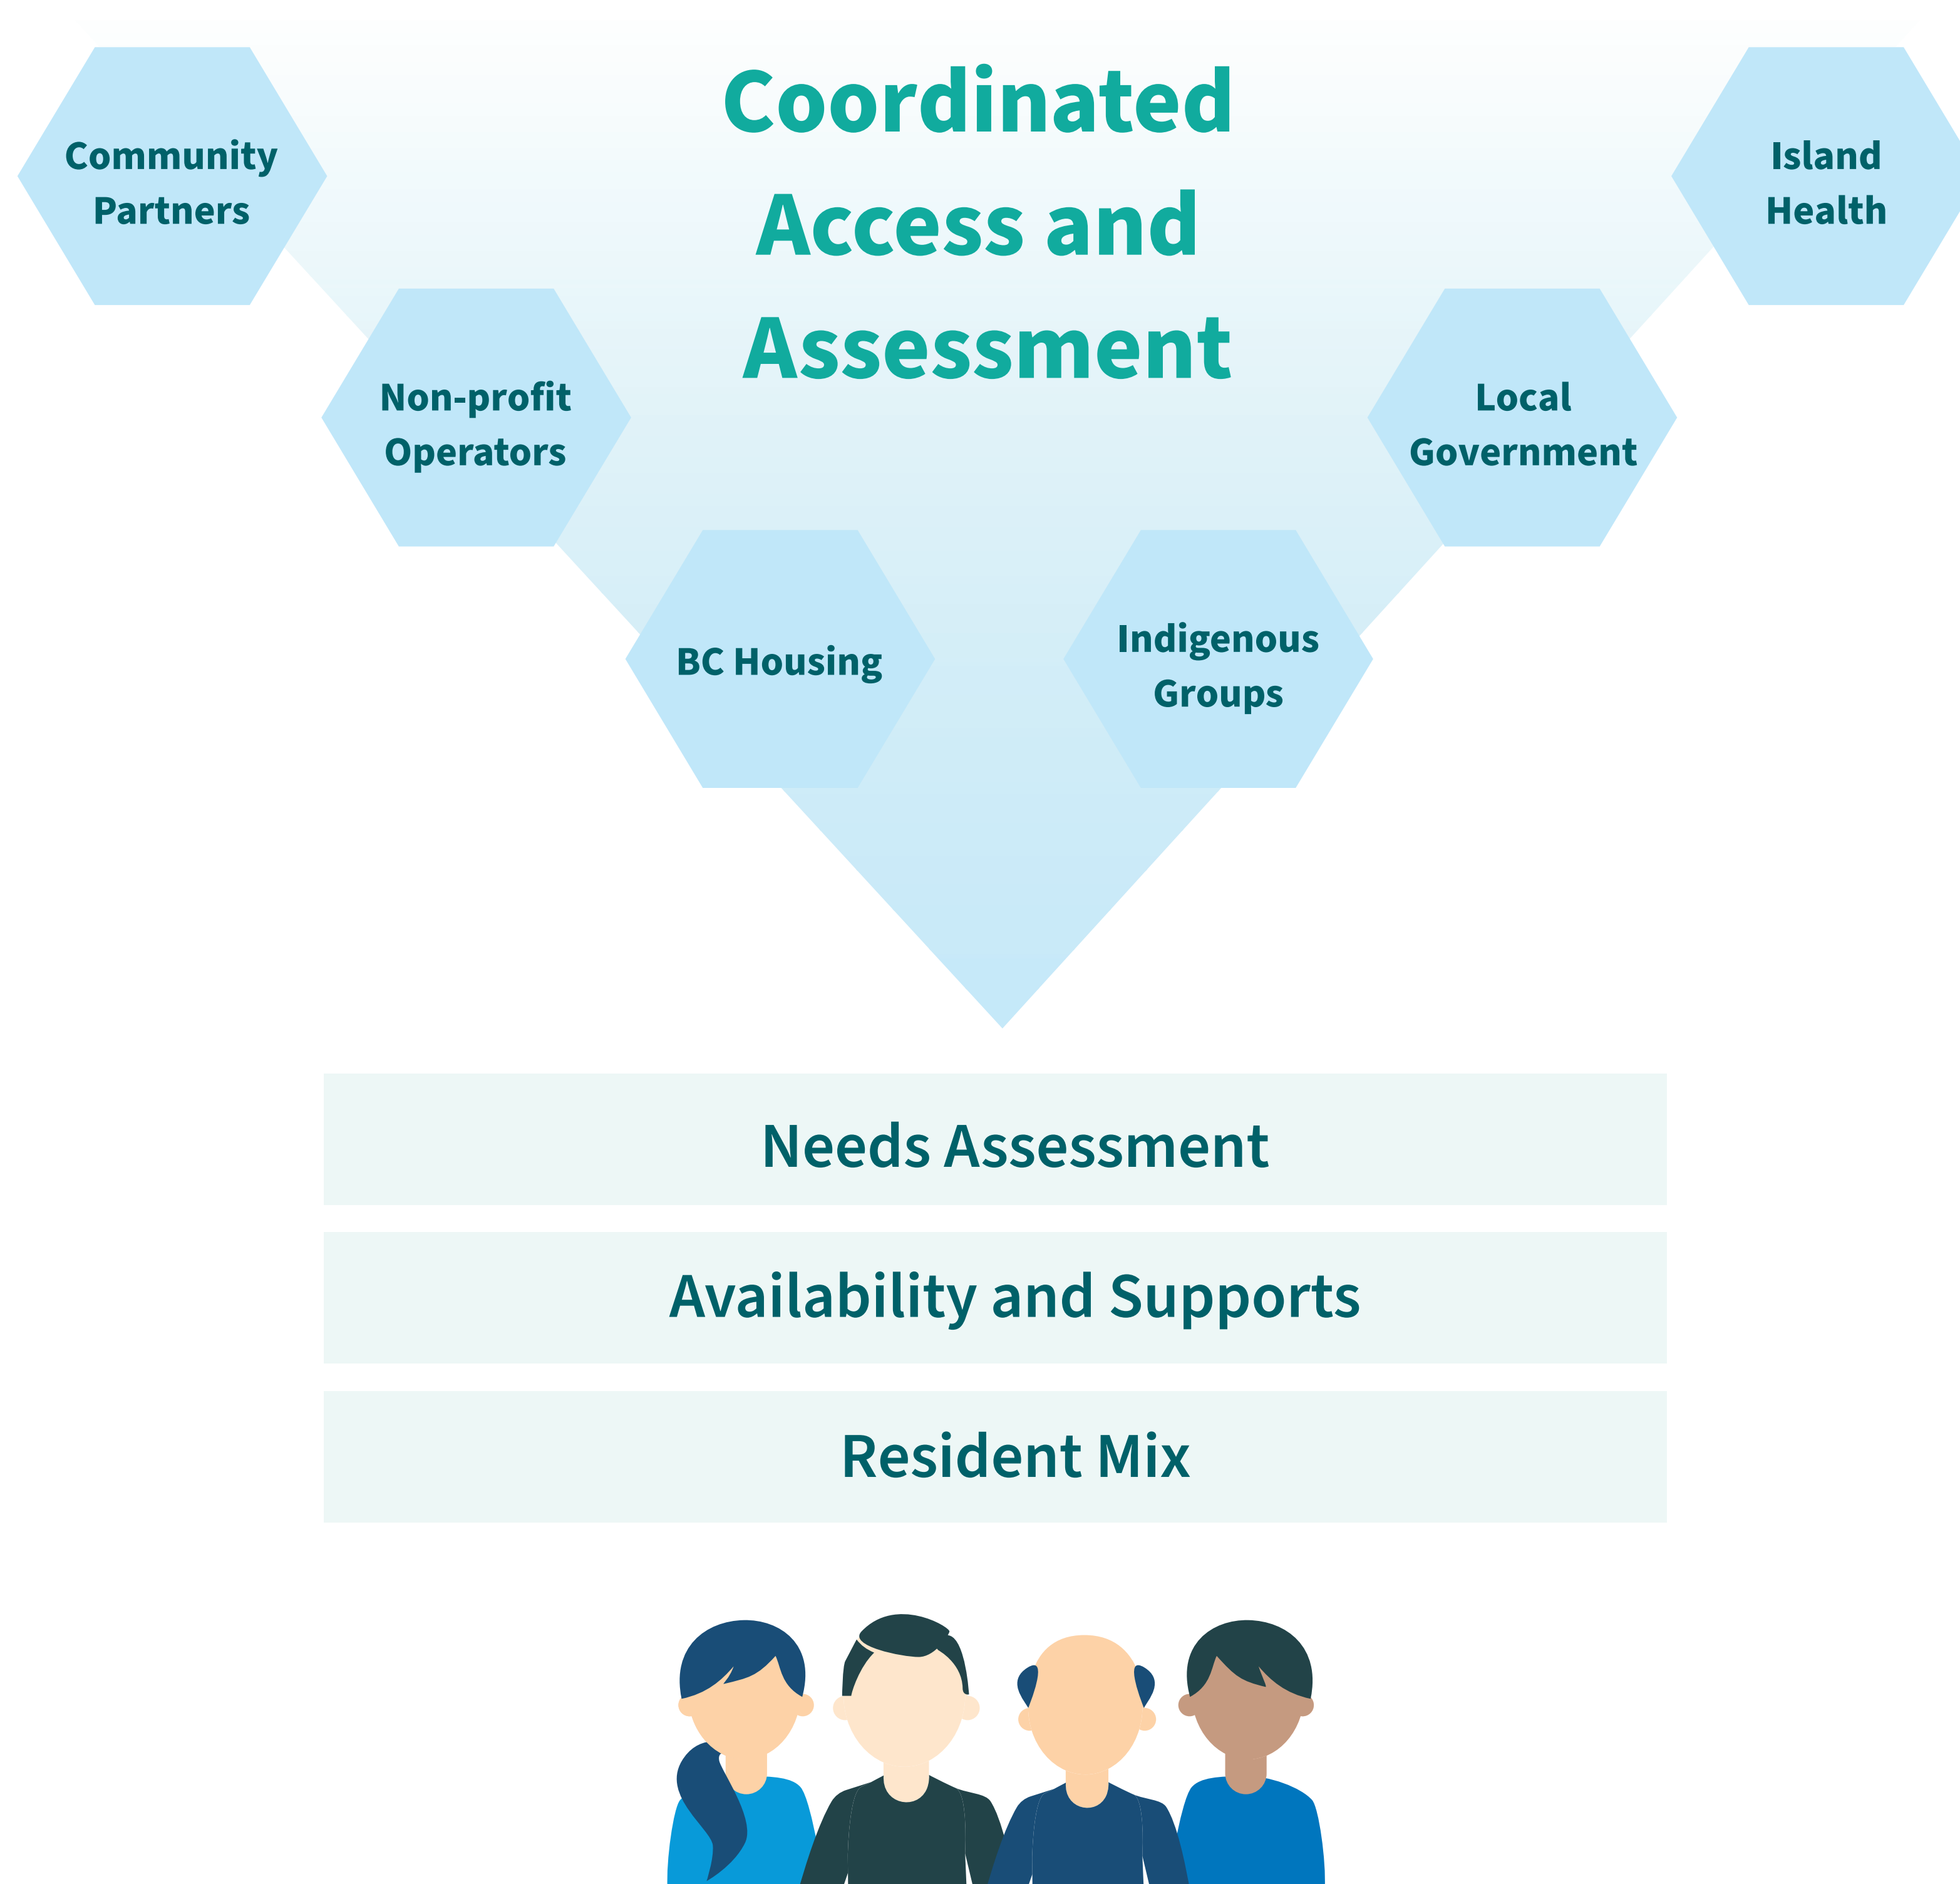 Coordinated
Access and
Assessment
Community
Partners
Island
Health
Non-profit
Operators
Local
Government
BC Housing
Indigenous
Groups
Needs Assessment
Availability and Supports
Resident Mix